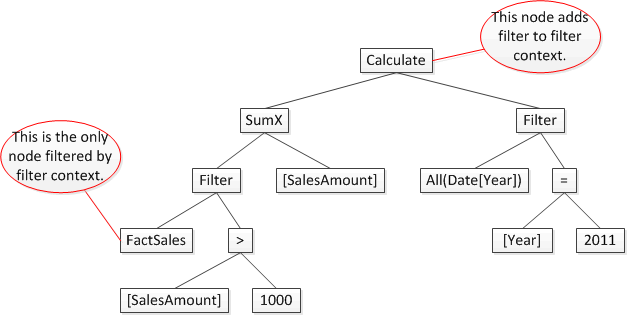 This node adds
filter to filter
context.
Calculate
SumX
Filter
This is the only
node filtered by
filter context.
Filter
[SalesAmount]
All(Date[Year])
=
FactSales
>
[Year]
2011
[SalesAmount]
1000